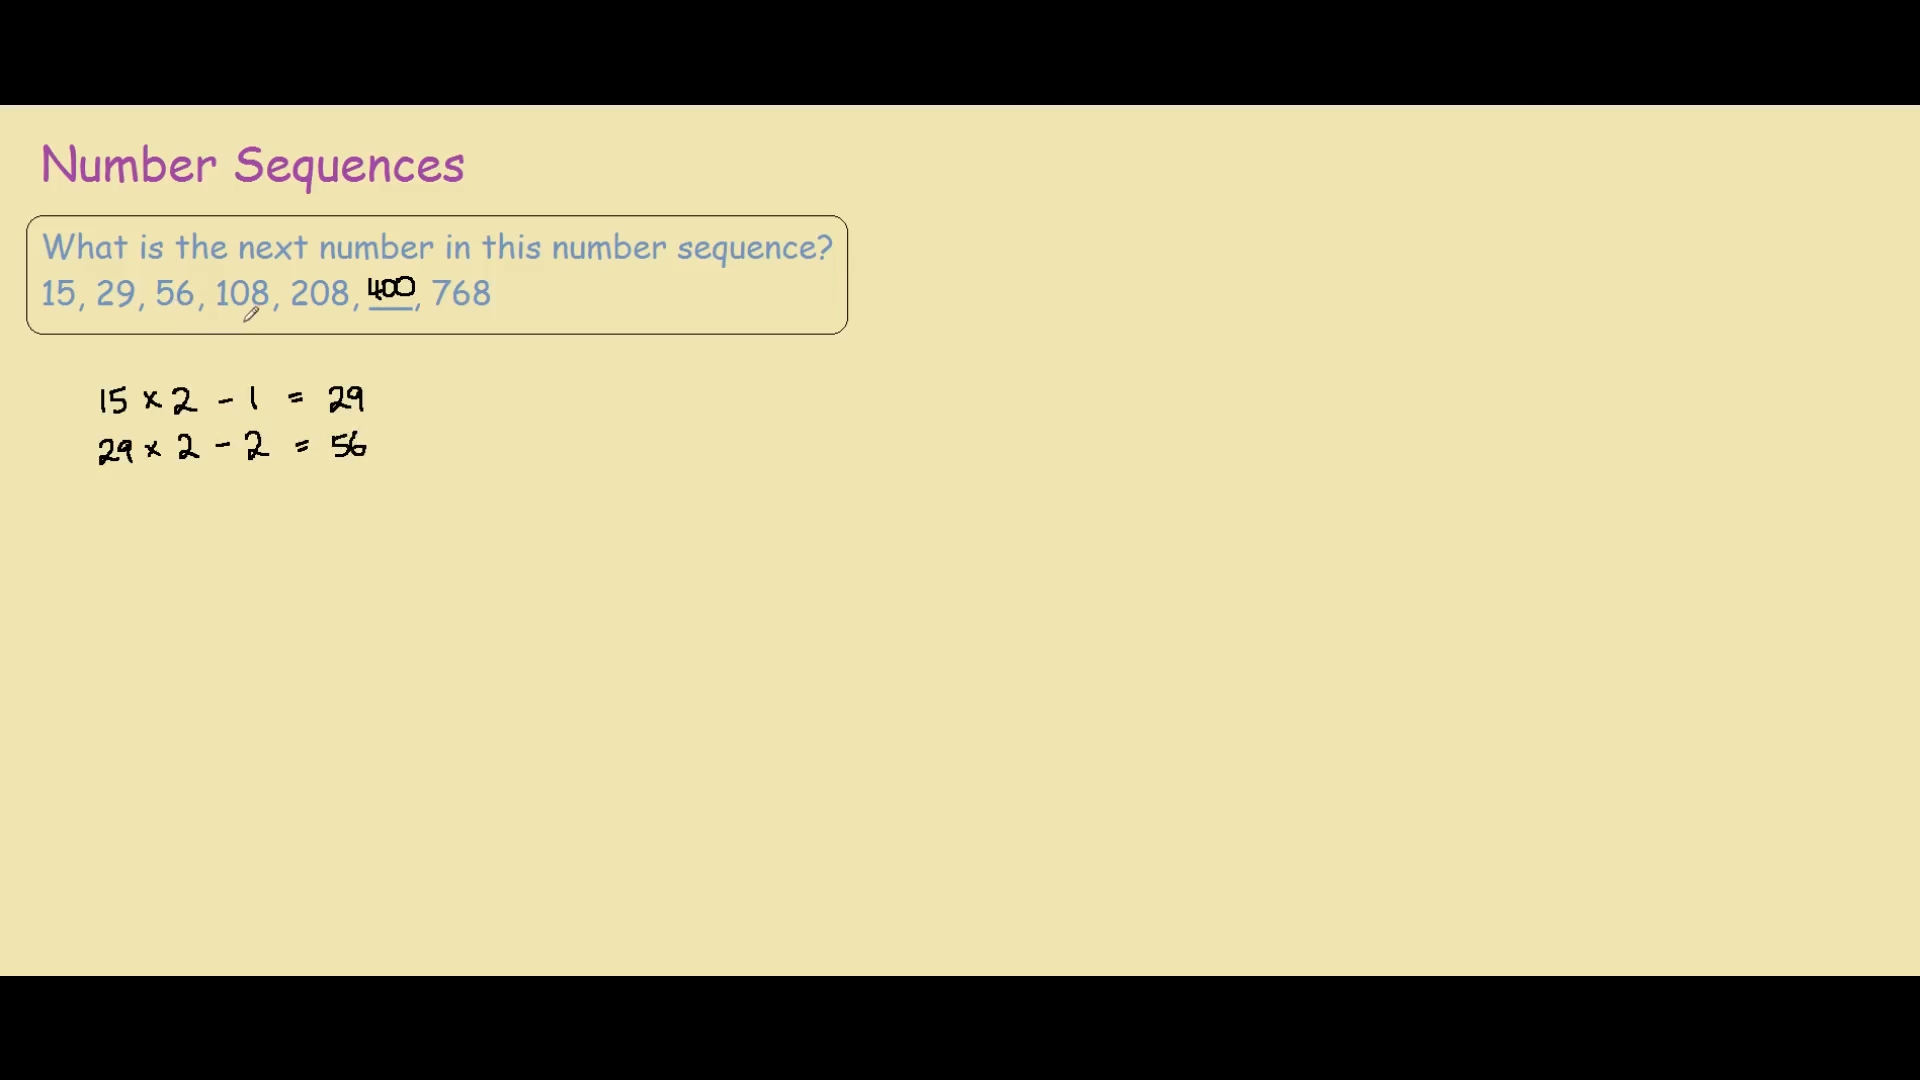 Number Sequences
What is the next number in this number sequence?
15, 29, 56, 108, 208, 400, 768
15 × 2 - 1 = 29
29 × 2 - 2 = 56